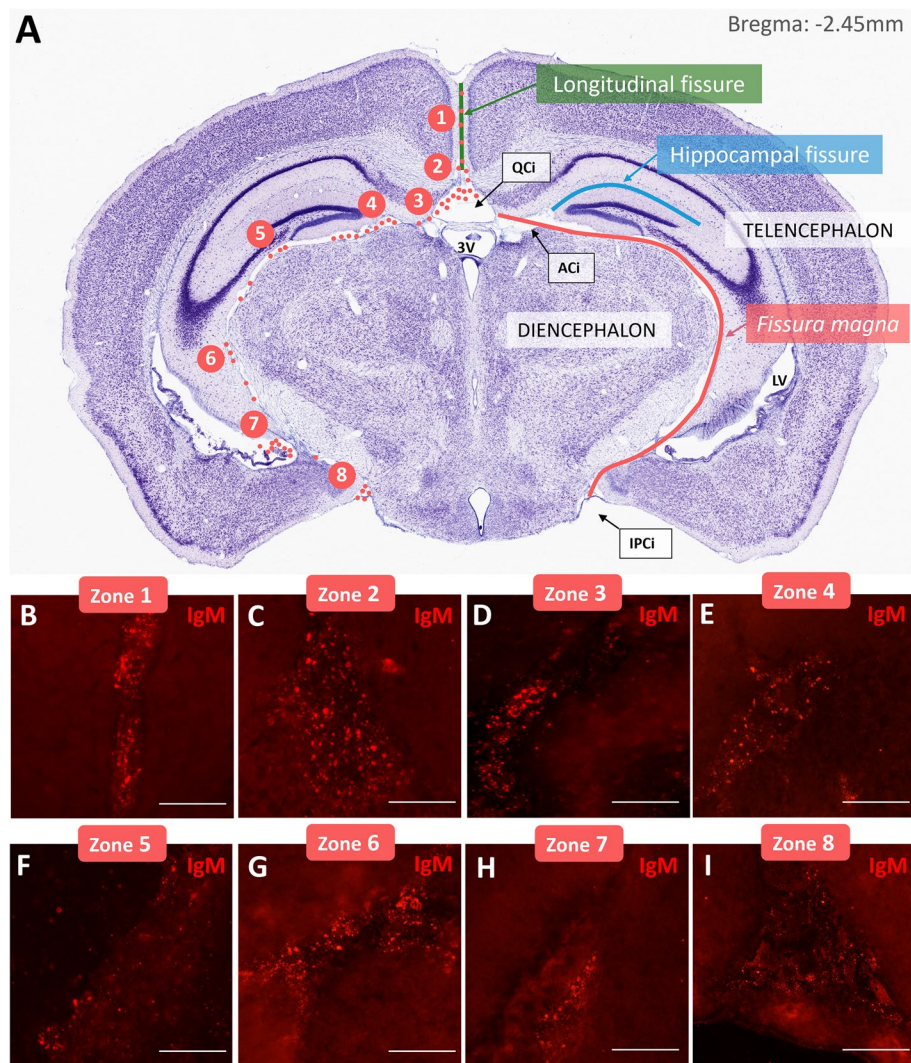 A
Bregma: -2.45mm
Longitudinal fissure
1
Hippocampal fissure
2
QCi
3
4
TELENCEPHALON
5
3V
ACi
DIENCEPHALON
Fissura magna
6
LV
7
8
IPCi
Zone 1
Zone 2
Zone 3
Zone 4
B
IgM
C
IgM
D
IgM
E
IgM
Zone 5
Zone 6
Zone 7
Zone 8
F
IgM
G
IgM
H
IgM
I
IgM